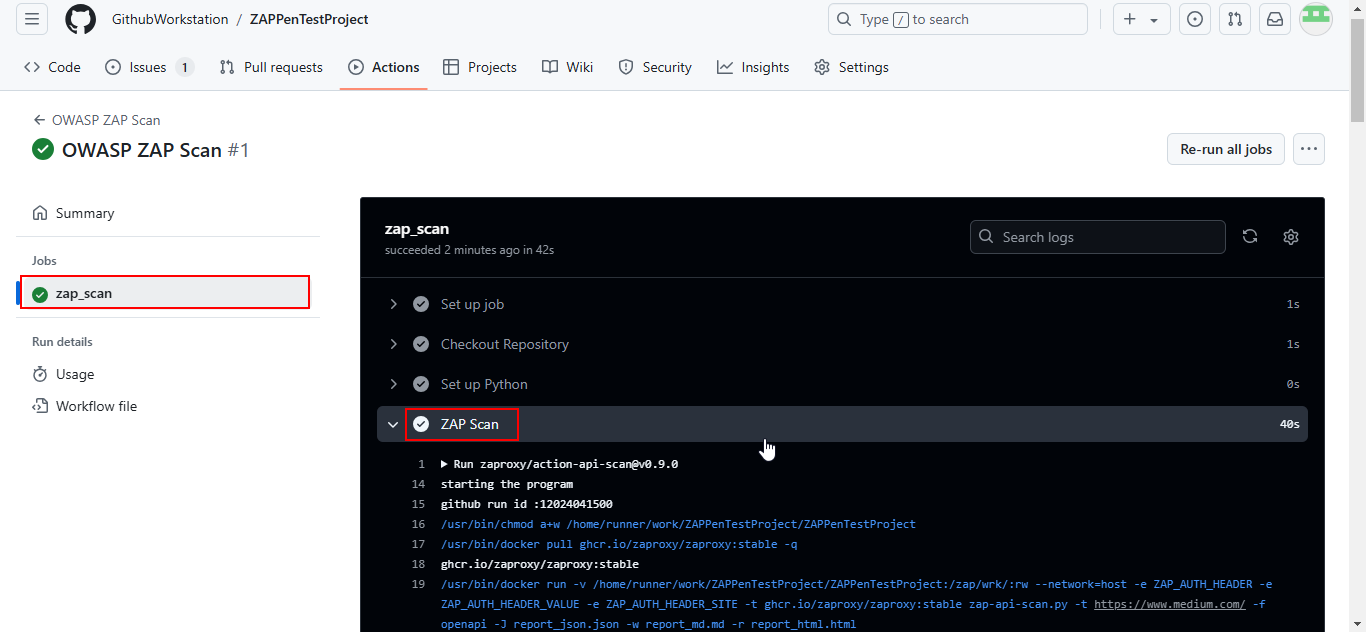 GithubWorkstation / ZAPPenTestProject
Type / to search
Code
Issues 1
Pull requests
Actions
Projects
Wiki
Security
Insights
Settings
← OWASP ZAP Scan
OWASP ZAP Scan #1
Re-run all jobs
Summary
Jobs
zap_scan
Run details
Usage
Workflow file
zap_scan
succeeded 2 minutes ago in 42s
Search logs
Set up job 1s
Checkout Repository 1s
Set up Python 0s
ZAP Scan 40s
1 ▶ Run zaproxy/action-api-scan@v0.9.0
14 starting the program
15 github run id :12024041500
16 /usr/bin/chmod a+w /home/runner/work/ZAPPenTestProject/ZAPPenTestProject
17 /usr/bin/docker pull ghcr.io/zaproxy/zaproxy:stable -q
18 ghcr.io/zaproxy/zaproxy:stable
19 /usr/bin/docker run -v /home/runner/work/ZAPPenTestProject/ZAPPenTestProject:/zap/wrk/:rw --network=host -e ZAP_AUTH_HEADER -e
ZAP_AUTH_HEADER_VALUE -e ZAP_AUTH_HEADER_SITE -t ghcr.io/zaproxy/zaproxy:stable zap-api-scan.py -t https://www.medium.com/ -f
openapi -J report_json.json -w report_md.md -r report_html.html